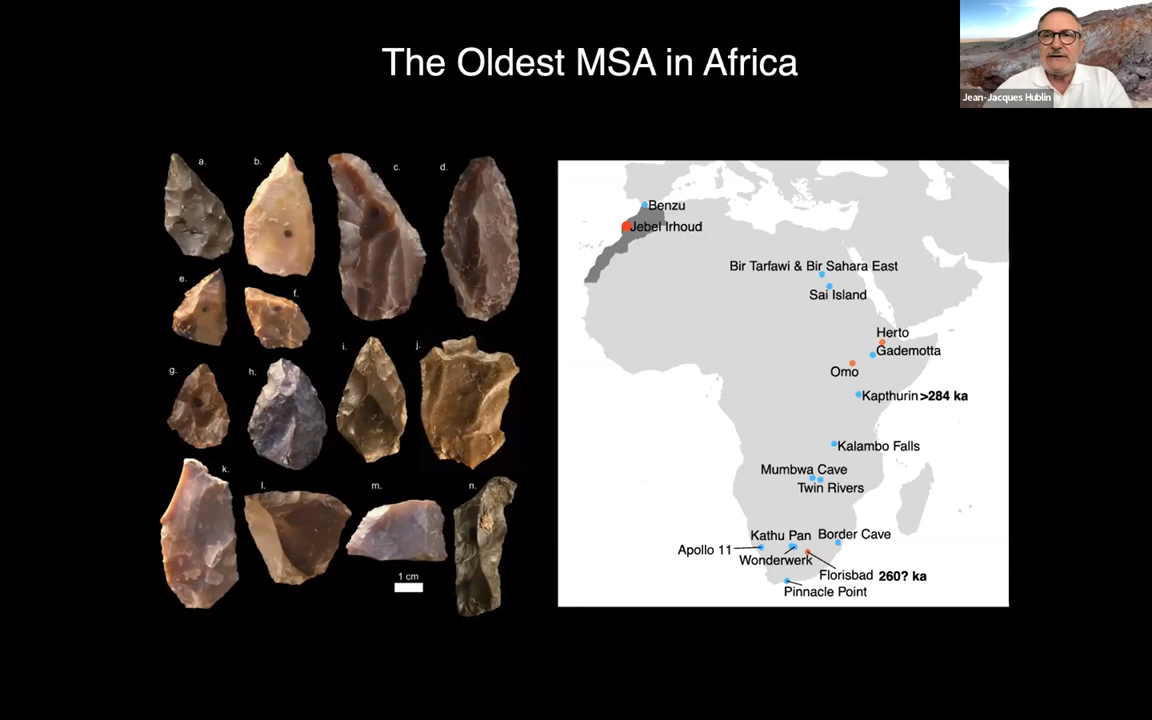 The Oldest MSA in Africa
Jean-Jacques Hublin
a.
b.
c.
d.
e.
f.
g.
h.
i.
j.
k.
l.
m.
n.
1 cm
Benzu
Jebel Irhoud
Bir Tarfawi & Bir Sahara East
Sai Island
Herto
Gademotta
Omo
Kapthurin >284 ka
Kalambo Falls
Mumbwa Cave
Twin Rivers
Kathu Pan
Border Cave
Apollo 11
Wonderwerk
Florisbad 260? ka
Pinnacle Point